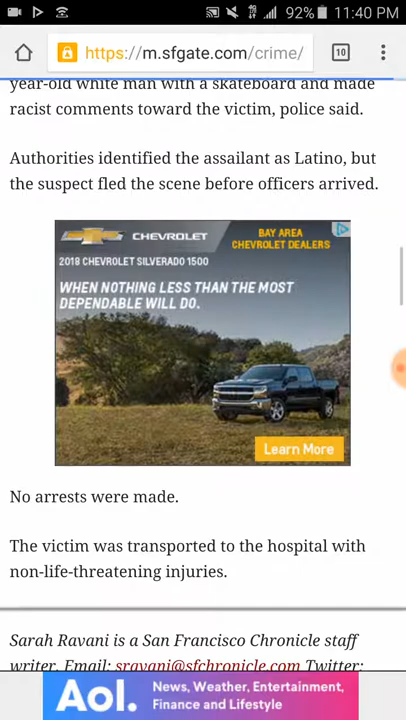 92% 11:40 PM
https://m.sfgate.com/crime/ 10
year-old white man with a skateboard and made
racist comments toward the victim, police said.
Authorities identified the assailant as Latino, but
the suspect fled the scene before officers arrived.
CHEVROLET
BAY AREA
CHEVROLET DEALERS
2018 CHEVROLET SILVERADO 1500
WHEN NOTHING LESS THAN THE MOST
DEPENDABLE WILL DO.
Learn More
No arrests were made.
The victim was transported to the hospital with
non-life-threatening injuries.
Sarah Ravani is a San Francisco Chronicle staff
writer. Email: sravani@sfchronicle.com Twitter:
Aol.
News, Weather, Entertainment,
Finance and Lifestyle